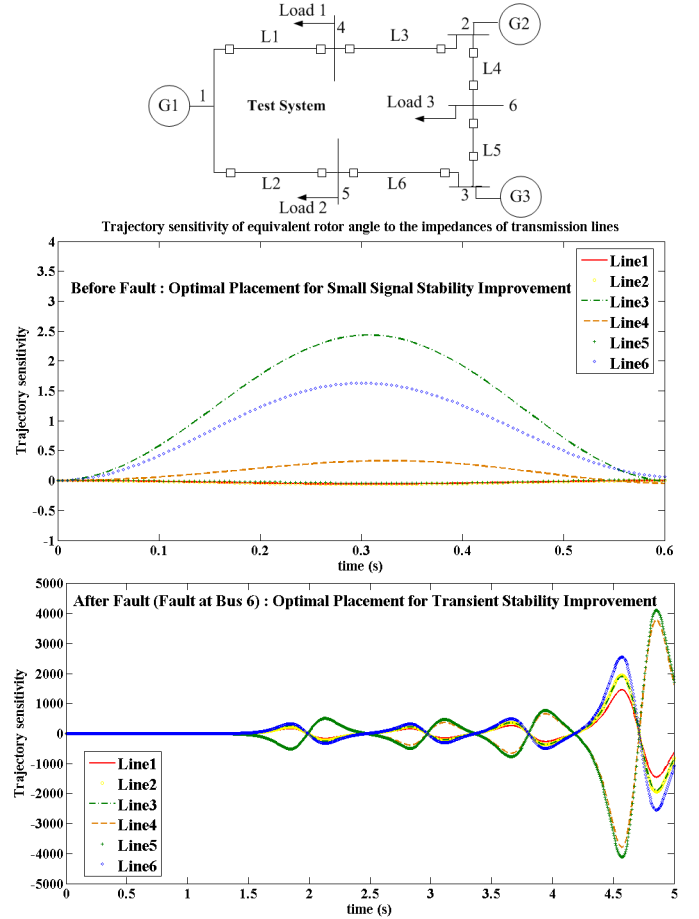 Load 1
4
2
G2
L1
L3
L4
G1
1
Test System
Load 3
6
L5
L2
L6
5
Load 2
3
G3
Trajectory sensitivity of equivalent rotor angle to the impedances of transmission lines
Before Fault : Optimal Placement for Small Signal Stability Improvement
Line1
Line2
Line3
Line4
Line5
Line6
Trajectory sensitivity
4
3.5
3
2.5
2
1.5
1
0.5
0
-0.5
-1
0
0.1
0.2
0.3
0.4
0.5
0.6
time (s)
After Fault (Fault at Bus 6) : Optimal Placement for Transient Stability Improvement
Trajectory sensitivity
5000
4000
3000
2000
1000
0
-1000
-2000
-3000
-4000
-5000
Line1
Line2
Line3
Line4
Line5
Line6
0
0.5
1
1.5
2
2.5
3
3.5
4
4.5
5
time (s)